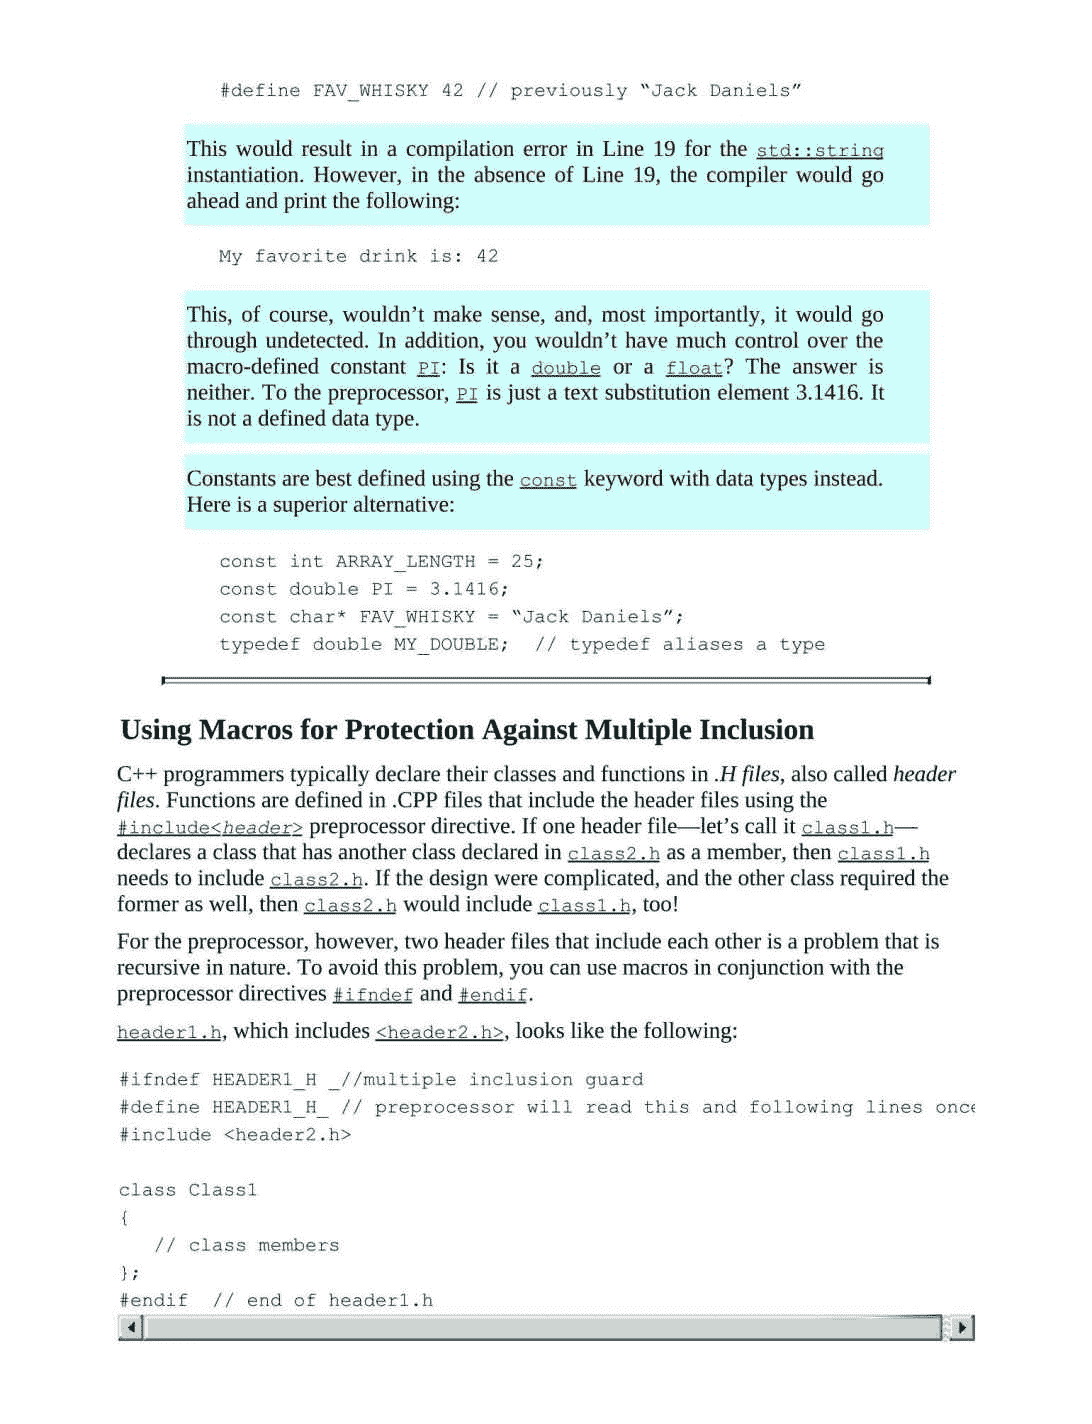 #define FAV_WHISKY 42 // previously “Jack Daniels”
This would result in a compilation error in Line 19 for the std::string
instantiation. However, in the absence of Line 19, the compiler would go
ahead and print the following:
My favorite drink is: 42
This, of course, wouldn’t make sense, and, most importantly, it would go
through undetected. In addition, you wouldn’t have much control over the
macro-defined constant PI: Is it a double or a float? The answer is
neither. To the preprocessor, PI is just a text substitution element 3.1416. It
is not a defined data type.
Constants are best defined using the const keyword with data types instead.
Here is a superior alternative:
const int ARRAY_LENGTH = 25;
const double PI = 3.1416;
const char* FAV_WHISKY = “Jack Daniels”;
typedef double MY_DOUBLE;  // typedef aliases a type
Using Macros for Protection Against Multiple Inclusion
C++ programmers typically declare their classes and functions in .H files, also called header
files. Functions are defined in .CPP files that include the header files using the
#include<header> preprocessor directive. If one header file—let’s call it class1.h—
declares a class that has another class declared in class2.h as a member, then class1.h
needs to include class2.h. If the design were complicated, and the other class required the
former as well, then class2.h would include class1.h, too!
For the preprocessor, however, two header files that include each other is a problem that is
recursive in nature. To avoid this problem, you can use macros in conjunction with the
preprocessor directives #ifndef and #endif.
header1.h, which includes <header2.h>, looks like the following:
#ifndef HEADER1_H _//multiple inclusion guard
#define HEADER1_H_ // preprocessor will read this and following lines once
#include <header2.h>
class Class1
{
   // class members
};
#endif  // end of header1.h